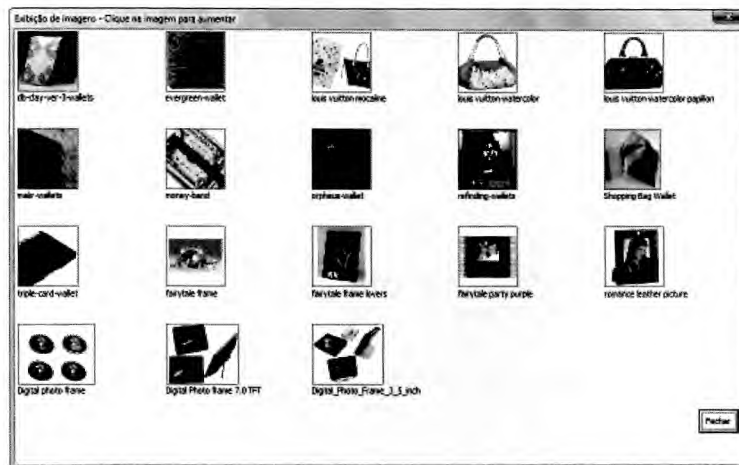 Exibição de imagens - Clique na imagem para aumentar
db-clay-ver-3-wallets
evergreen-wallet
louis vuitton mocaline
louis vuitton-watercolor
louis vuitton-watercolor papillon
main-wallets
money-band
orpheus-wallet
refinding-wallets
Shopping Bag Wallet
triple-card-wallet
fairytale frame
fairytale frame lovers
fairytale party purple
romance leather picture
Digital photo frame
Digital Photo frame 7.0 TFT
Digital_Photo_Frame_3_5_inch
Fechar